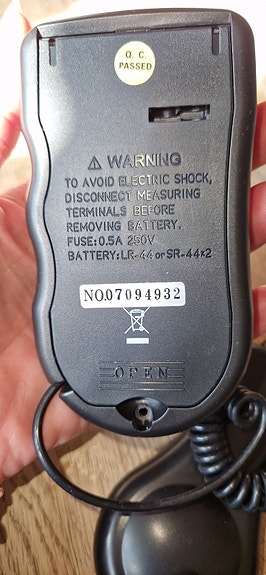 Q. C.
PASSED
⚠ WARNING
TO AVOID ELECTRIC SHOCK,
DISCONNECT MEASURING
TERMINALS BEFORE
REMOVING BATTERY.
FUSE:0.5A 250V
BATTERY:LR-44 or SR-44×2
NO.07094932
OPEN